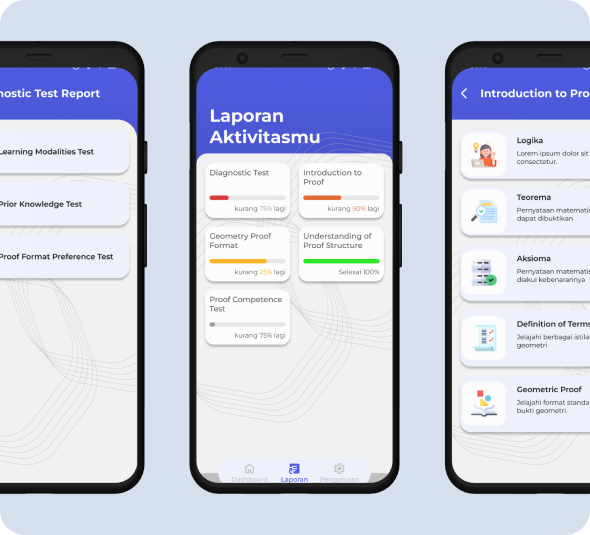 nostic Test Report
Learning Modalities Test
Prior Knowledge Test
Proof Format Preference Test
Laporan
Aktivitasmu
Diagnostic Test
kurang 75% lagi
Introduction to
Proof
kurang 50% lagi
Geometry Proof
Format
kurang 25% lagi
Understanding of
Proof Structure
Selesai 100%
Proof Competence
Test
kurang 75% lagi
Dashboard
Laporan
Pengaturan
Introduction to Pro
Logika
Lorem ipsum dolor sit
consectetur.
Teorema
Pernyataan matematis
dapat dibuktikan
Aksioma
Pernyataan matematis
diakui kebenarannya
Definition of Terms
Jelajahi berbagai istila
geometri
Geometric Proof
Jelajahi format standa
bukti geometri.